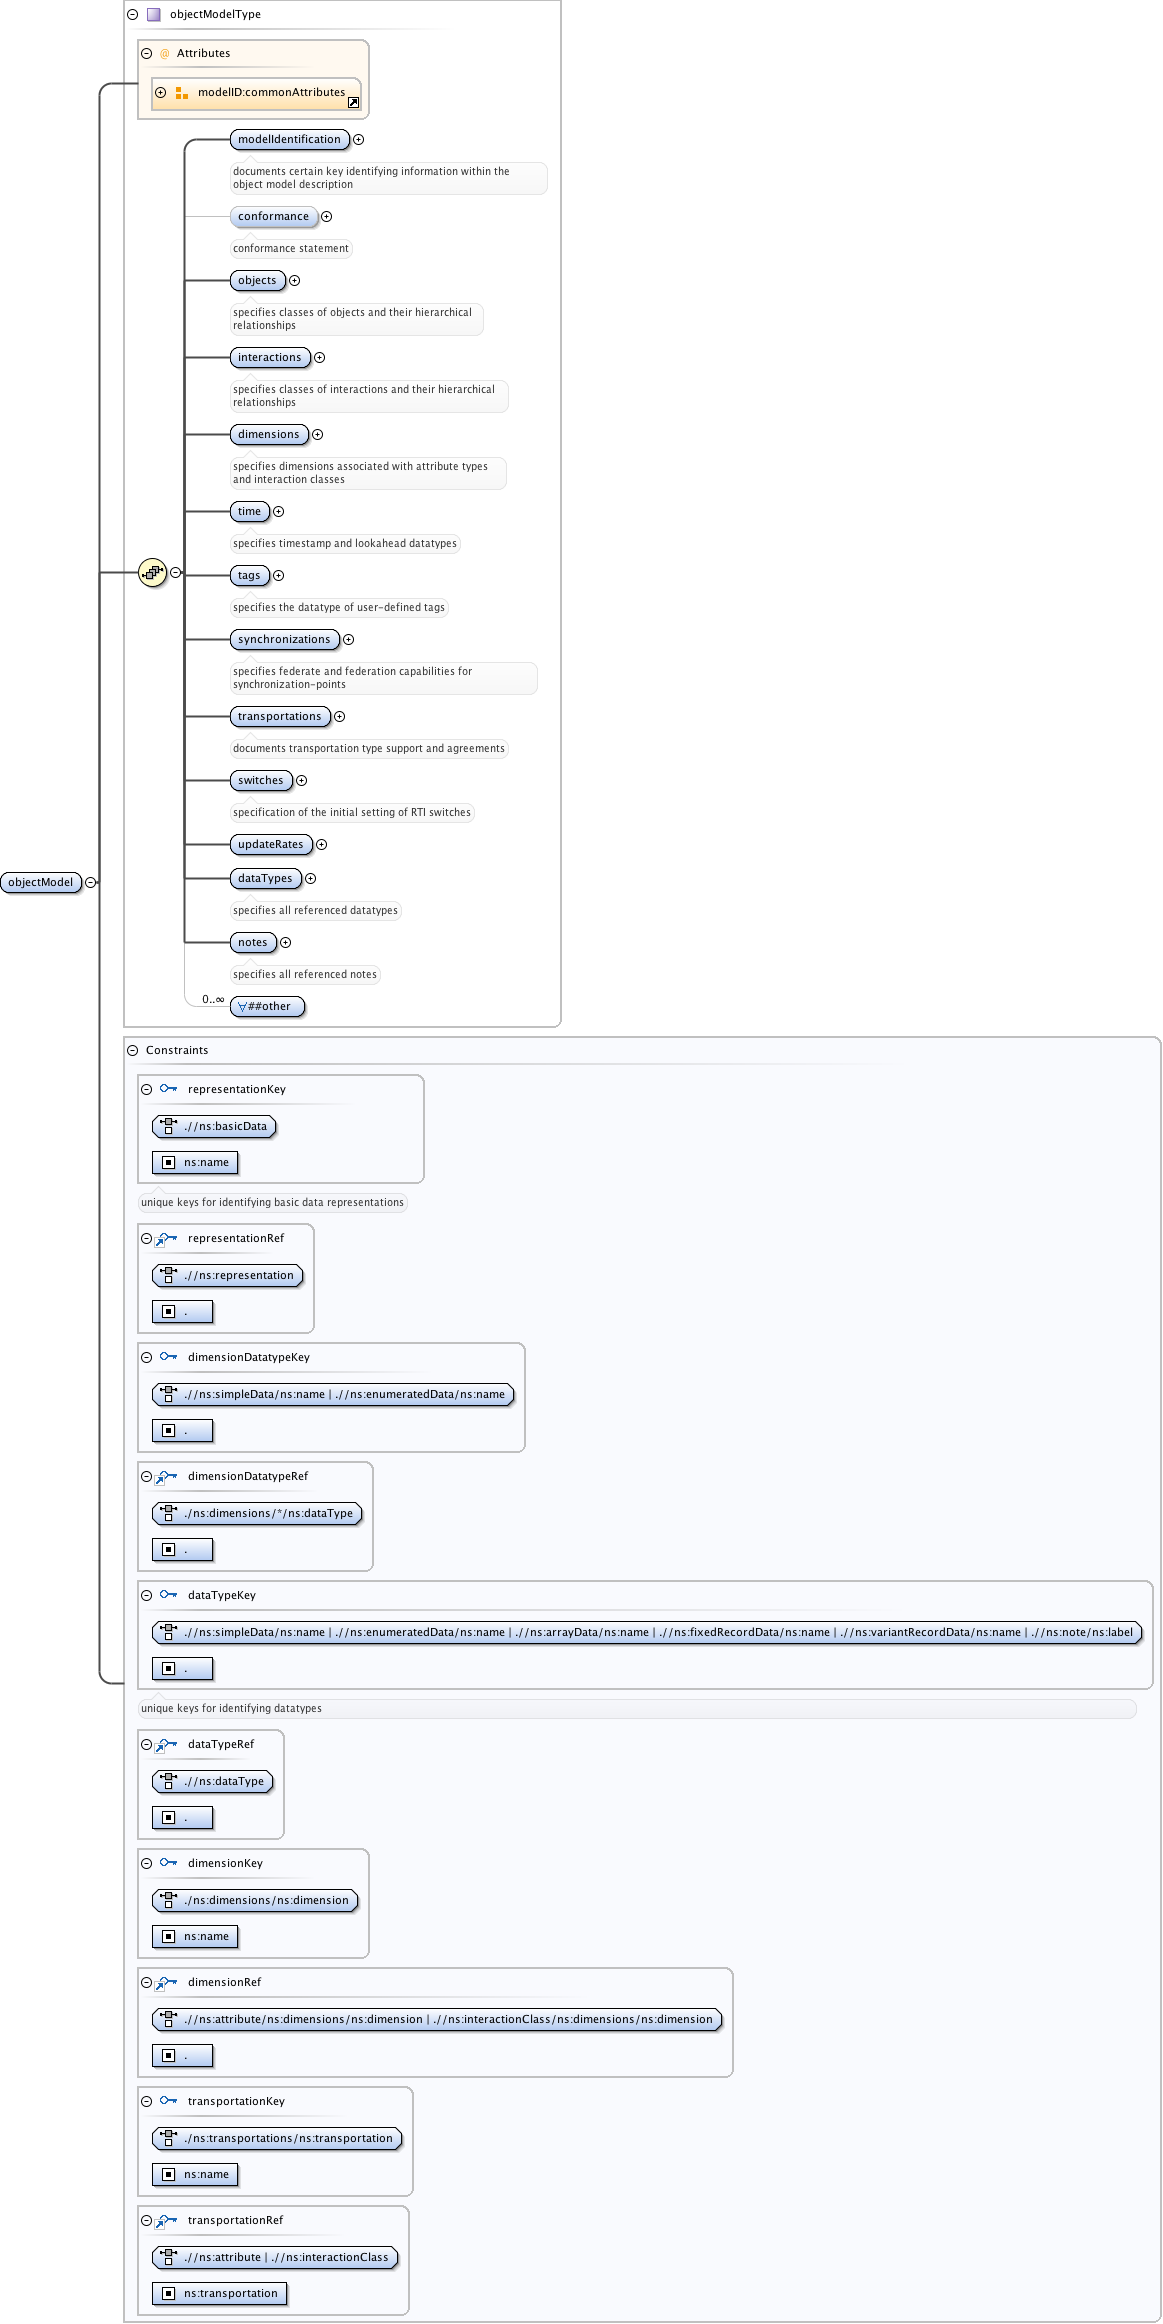 objectModelType
@ Attributes
modelID:commonAttributes
modelIdentification
documents certain key identifying information within the
object model description
conformance
conformance statement
objects
specifies classes of objects and their hierarchical
relationships
interactions
specifies classes of interactions and their hierarchical
relationships
dimensions
specifies dimensions associated with attribute types
and interaction classes
time
specifies timestamp and lookahead datatypes
tags
specifies the datatype of user-defined tags
synchronizations
specifies federate and federation capabilities for
synchronization-points
transportations
documents transportation type support and agreements
switches
specification of the initial setting of RTI switches
updateRates
objectModel
dataTypes
specifies all referenced datatypes
notes
specifies all referenced notes
0..∞
∀##other
Constraints
representationKey
.//ns:basicData
ns:name
unique keys for identifying basic data representations
representationRef
.//ns:representation
.
dimensionDatatypeKey
.//ns:simpleData/ns:name | .//ns:enumeratedData/ns:name
.
dimensionDatatypeRef
./ns:dimensions/*/ns:dataType
.
dataTypeKey
.//ns:simpleData/ns:name | .//ns:enumeratedData/ns:name | .//ns:arrayData/ns:name | .//ns:fixedRecordData/ns:name | .//ns:variantRecordData/ns:name | .//ns:note/ns:label
.
unique keys for identifying datatypes
dataTypeRef
.//ns:dataType
.
dimensionKey
./ns:dimensions/ns:dimension
ns:name
dimensionRef
.//ns:attribute/ns:dimensions/ns:dimension | .//ns:interactionClass/ns:dimensions/ns:dimension
.
transportationKey
./ns:transportations/ns:transportation
ns:name
transportationRef
.//ns:attribute | .//ns:interactionClass
ns:transportation